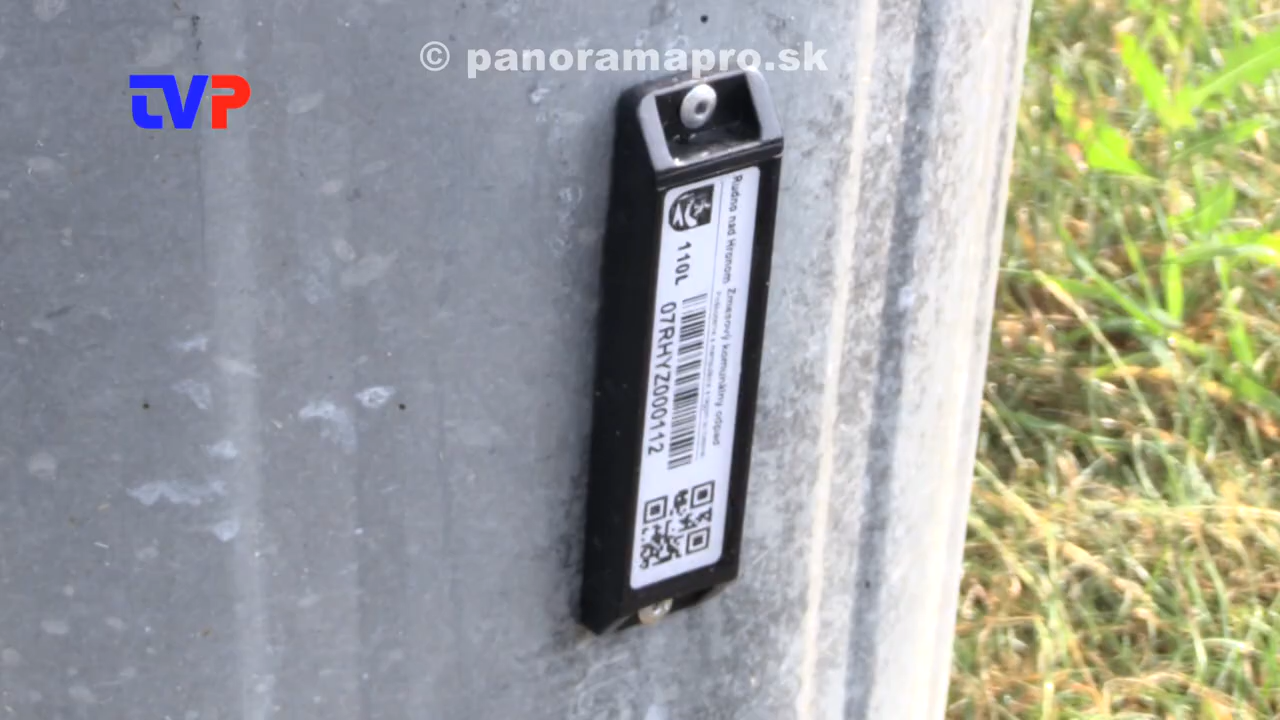 © panoramapro.sk
TVP
Rudno nad Hronom Zmesový komunálny odpad
110L
07RHYZ000112